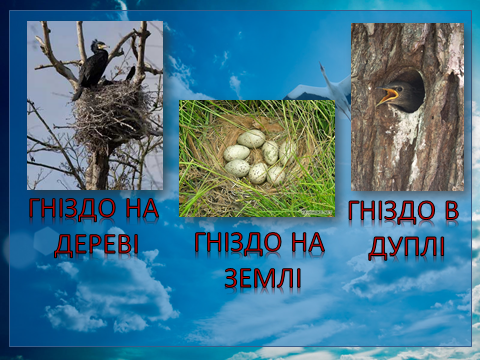 ГНІЗДО НА
ДЕРЕВІ
ГНІЗДО НА
ЗЕМЛІ
ГНІЗДО В
ДУПЛІ